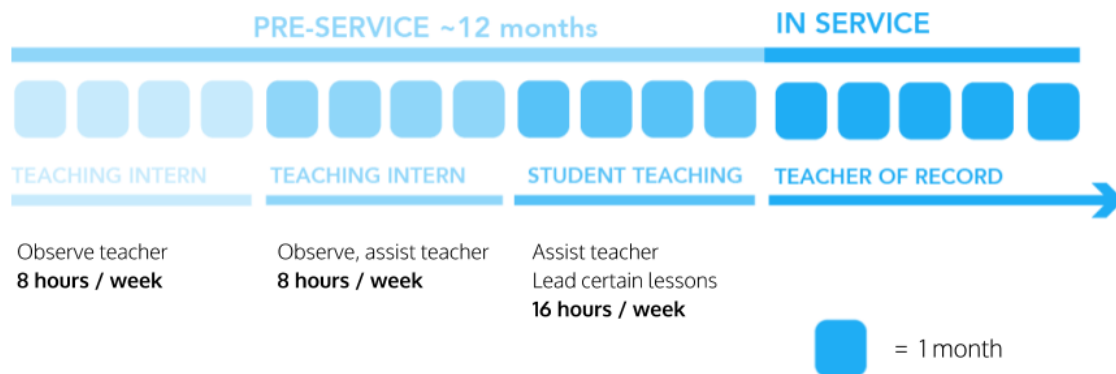 PRE-SERVICE ~12 months
IN SERVICE
TEACHING INTERN
TEACHING INTERN
STUDENT TEACHING
TEACHER OF RECORD
Observe teacher
8 hours / week
Observe, assist teacher
8 hours / week
Assist teacher
Lead certain lessons
16 hours / week
= 1 month